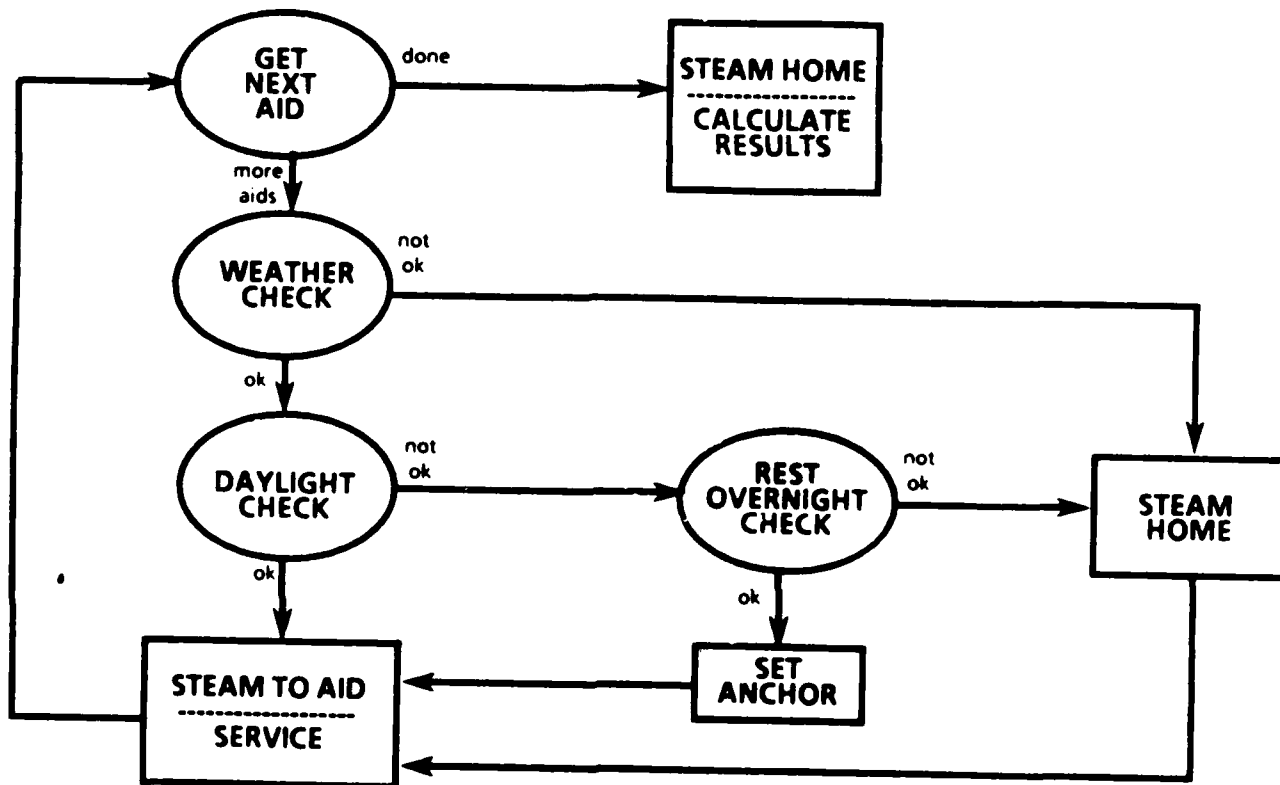 GET
NEXT
AID
done
STEAM HOME
CALCULATE
RESULTS
more
aids
WEATHER
CHECK
not
ok
ok
DAYLIGHT
CHECK
not
ok
REST
OVERNIGHT
CHECK
not
ok
STEAM
HOME
ok
ok
STEAM TO AID
SERVICE
SET
ANCHOR